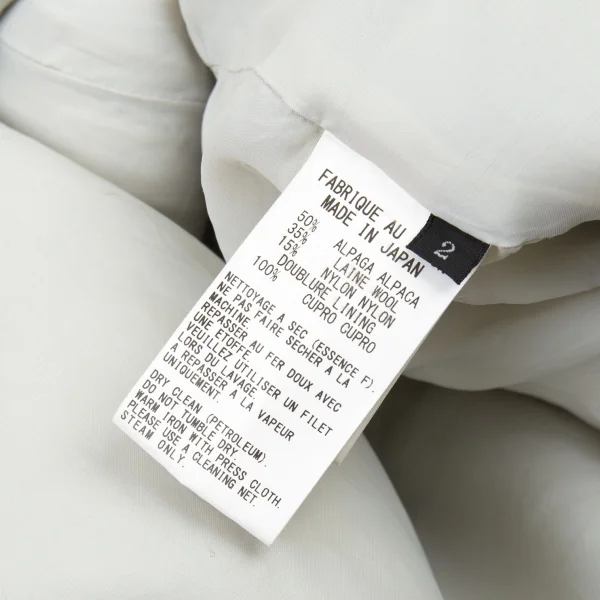 FABRIQUE AU
MADE IN JAPAN
2
50% ALPAGA ALPACA
35% LAINE WOOL
15% NYLON NYLON
DOUBLURE LINING
100% CUPRO CUPRO
NETTOYAGE A SEC (ESSENCE F).
NE PAS FAIRE SECHER A LA
MACHINE.
REPASSER AU FER DOUX AVEC
UNE ETOFFE.
VEUILLEZ UTILISER UN FILET
LORS DU LAVAGE.
A REPASSER A LA VAPEUR
UNIQUEMENT.
DRY CLEAN (PETROLEUM).
DO NOT TUMBLE DRY.
WARM IRON WITH PRESS CLOTH.
PLEASE USE A CLEANING NET.
STEAM ONLY.